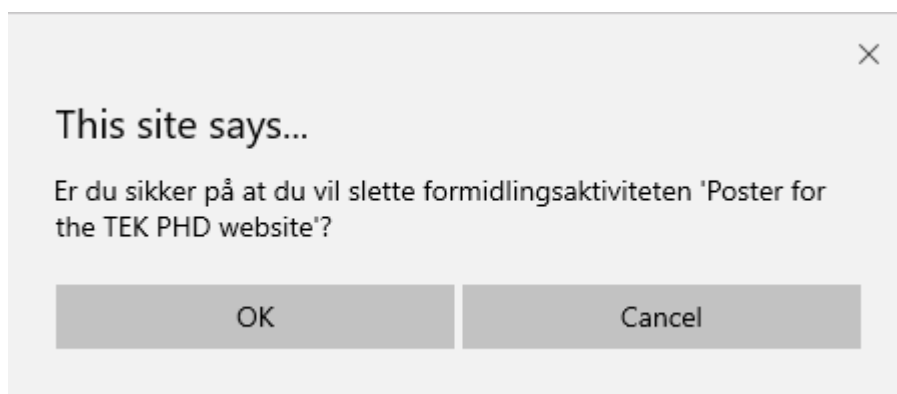 This site says...
Er du sikker på at du vil slette formidlingsaktiviteten 'Poster for
the TEK PHD website'?
OK
Cancel